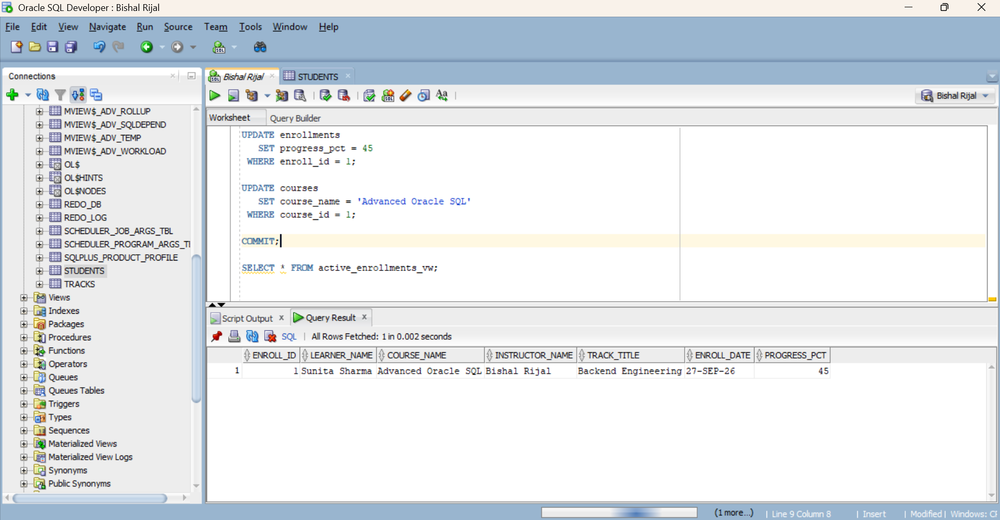 Oracle SQL Developer : Bishal Rijal
File Edit View Navigate Run Source Team Tools Window Help
Connections
MVIEW$_ADV_ROLLUP
MVIEW$_ADV_SQLDEPEND
MVIEW$_ADV_TEMP
MVIEW$_ADV_WORKLOAD
OL$
OL$HINTS
OL$NODES
REDO_DB
REDO_LOG
SCHEDULER_JOB_ARGS_TBL
SCHEDULER_PROGRAM_ARGS_T
SQLPLUS_PRODUCT_PROFILE
STUDENTS
TRACKS
Views
Indexes
Packages
Procedures
Functions
Operators
Queues
Queues Tables
Triggers
Types
Sequences
Materialized Views
Materialized View Logs
Synonyms
Public Synonyms
Bishal Rijal STUDENTS
Bishal Rijal
Worksheet Query Builder
UPDATE enrollments
SET progress_pct = 45
WHERE enroll_id = 1;
UPDATE courses
SET course_name = 'Advanced Oracle SQL'
WHERE course_id = 1;
COMMIT;
SELECT * FROM active_enrollments_vw;
Script Output x Query Result x
SQL | All Rows Fetched: 1 in 0.002 seconds
ENROLL_ID LEARNER_NAME COURSE_NAME INSTRUCTOR_NAME TRACK_TITLE ENROLL_DATE PROGRESS_PCT
1 1 Sunita Sharma Advanced Oracle SQL Bishal Rijal Backend Engineering 27-SEP-26 45
(1 more...) | Line 9 Column 8 | Insert | Modified | Windows: